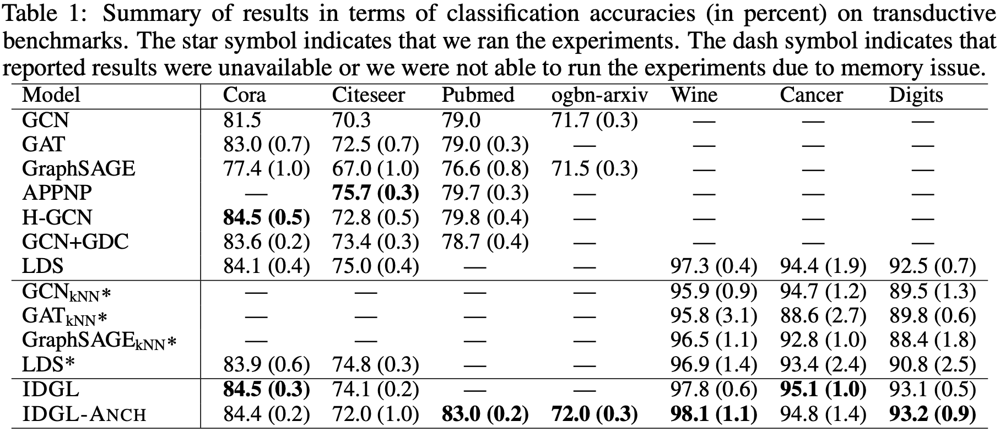 Table 1: Summary of results in terms of classification accuracies (in percent) on transductive
benchmarks. The star symbol indicates that we ran the experiments. The dash symbol indicates that
reported results were unavailable or we were not able to run the experiments due to memory issue.
Model Cora Citeseer Pubmed ogbn-arxiv Wine Cancer Digits
GCN 81.5 70.3 79.0 71.7 (0.3) — — —
GAT 83.0 (0.7) 72.5 (0.7) 79.0 (0.3) — — — —
GraphSAGE 77.4 (1.0) 67.0 (1.0) 76.6 (0.8) 71.5 (0.3) — — —
APPNP — 75.7 (0.3) 79.7 (0.3) — — — —
H-GCN 84.5 (0.5) 72.8 (0.5) 79.8 (0.4) — — — —
GCN+GDC 83.6 (0.2) 73.4 (0.3) 78.7 (0.4) — — — —
LDS 84.1 (0.4) 75.0 (0.4) — — 97.3 (0.4) 94.4 (1.9) 92.5 (0.7)
GCNkNN* — — — — 95.9 (0.9) 94.7 (1.2) 89.5 (1.3)
GATkNN* — — — — 95.8 (3.1) 88.6 (2.7) 89.8 (0.6)
GraphSAGEkNN* — — — — 96.5 (1.1) 92.8 (1.0) 88.4 (1.8)
LDS* 83.9 (0.6) 74.8 (0.3) — — 96.9 (1.4) 93.4 (2.4) 90.8 (2.5)
IDGL 84.5 (0.3) 74.1 (0.2) — — 97.8 (0.6) 95.1 (1.0) 93.1 (0.5)
IDGL-ANCH 84.4 (0.2) 72.0 (1.0) 83.0 (0.2) 72.0 (0.3) 98.1 (1.1) 94.8 (1.4) 93.2 (0.9)